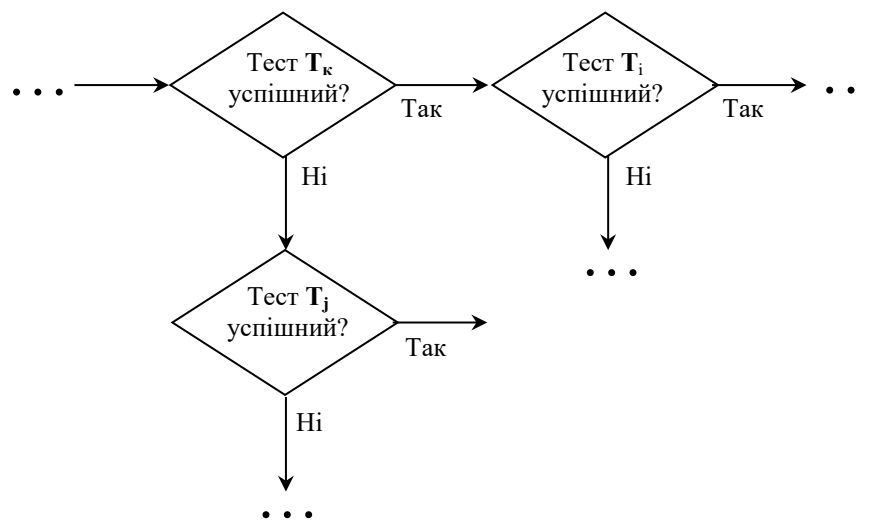 Тест Tк
успішний?
Тест Ti
успішний?
. . .
Так
Так
. .
Ні
Ні
. . .
Тест Tj
успішний?
Так
Ні
. . .